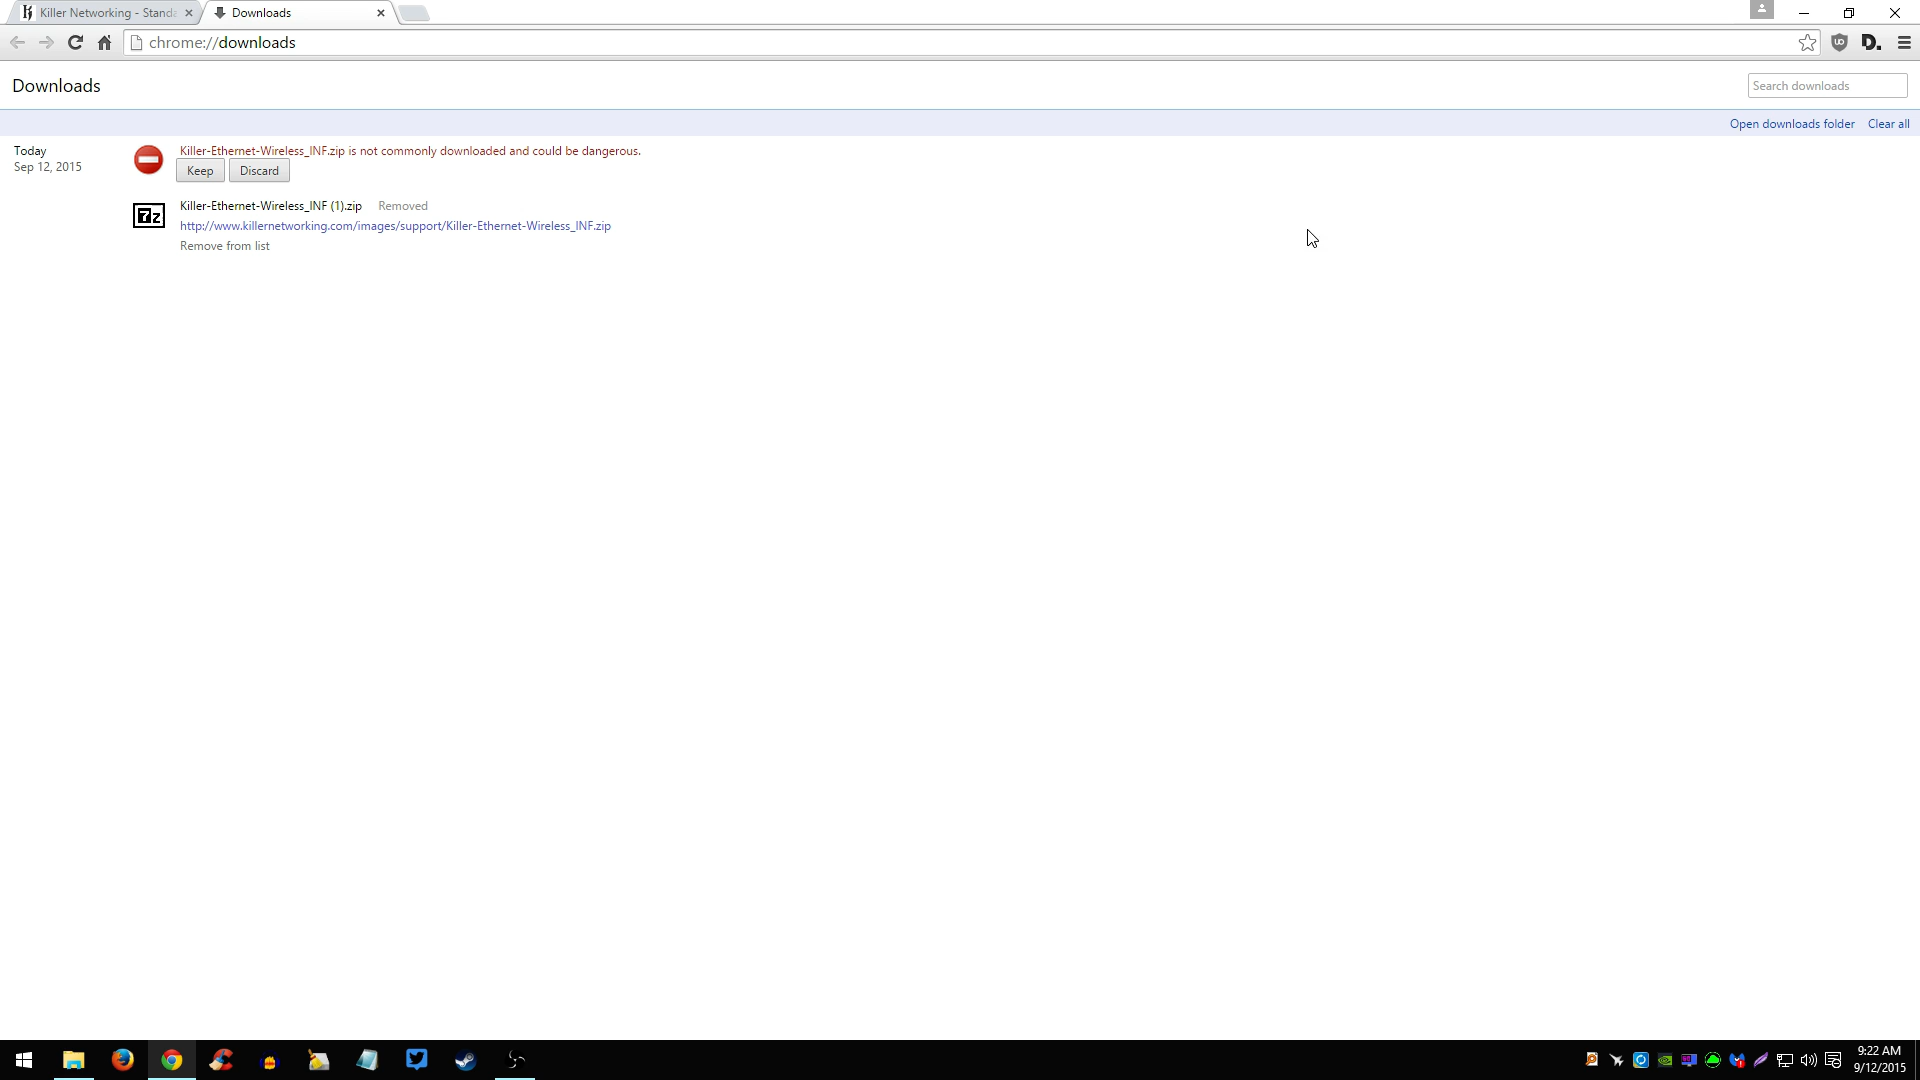 Killer Networking - Standa
Downloads
chrome://downloads
Downloads
Search downloads
Open downloads folder Clear all
Today
Sep 12, 2015
Killer-Ethernet-Wireless_INF.zip is not commonly downloaded and could be dangerous.
Keep Discard
7z
Killer-Ethernet-Wireless_INF (1).zip Removed
http://www.killernetworking.com/images/support/Killer-Ethernet-Wireless_INF.zip
Remove from list
9:22 AM
9/12/2015